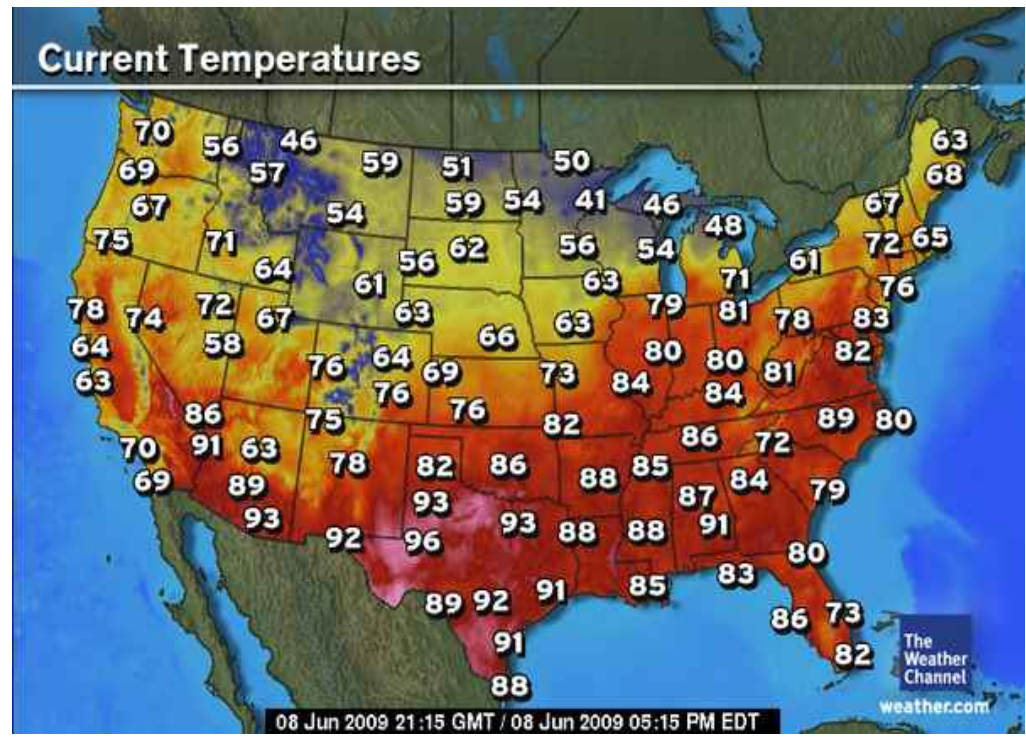 Current Temperatures
70 56 46 59 51 50 63
69 57 68
67 54 59 54 41 46 67
75 71 62 56 54 48 72 65
64 61 56 63 71 61 76
78 74 72 67 63 66 63 79 81 78 83
64 58 76 64 69 73 80 80 81 82
63 76 84 84
86 75 76 82 86 72 89 80
70 91 63 78 82 86 88 85 84
69 89 93 87 79
93 92 96 93 88 88 91 80
89 92 91 85 83 86 73
91 82
88
The
Weather
Channel
weather.com
08 Jun 2009 21:15 GMT / 08 Jun 2009 05:15 PM EDT